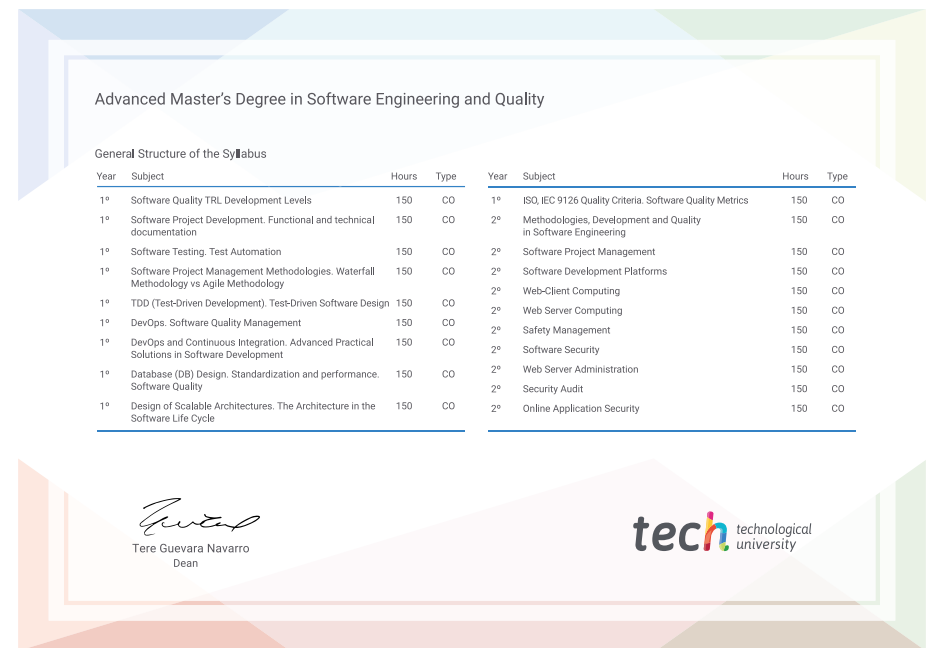 Advanced Master's Degree in Software Engineering and Quality
General Structure of the Syllabus
Year Subject Hours Type
1º Software Quality TRL Development Levels 150 CO
1º Software Project Development. Functional and technical 150 CO
documentation
1º Software Testing. Test Automation 150 CO
1º Software Project Management Methodologies. Waterfall 150 CO
Methodology vs Agile Methodology
1º TDD (Test-Driven Development). Test-Driven Software Design 150 CO
1º DevOps. Software Quality Management 150 CO
1º DevOps and Continuous Integration. Advanced Practical 150 CO
Solutions in Software Development
1º Database (DB) Design. Standardization and performance. 150 CO
Software Quality
1º Design of Scalable Architectures. The Architecture in the 150 CO
Software Life Cycle
Year Subject Hours Type
1º ISO, IEC 9126 Quality Criteria. Software Quality Metrics 150 CO
2º Methodologies, Development and Quality 150 CO
in Software Engineering
2º Software Project Management 150 CO
2º Software Development Platforms 150 CO
2º Web-Client Computing 150 CO
2º Web Server Computing 150 CO
2º Safety Management 150 CO
2º Software Security 150 CO
2º Web Server Administration 150 CO
2º Security Audit 150 CO
2º Online Application Security 150 CO
Tere Guevara Navarro
Dean
tech technological
university